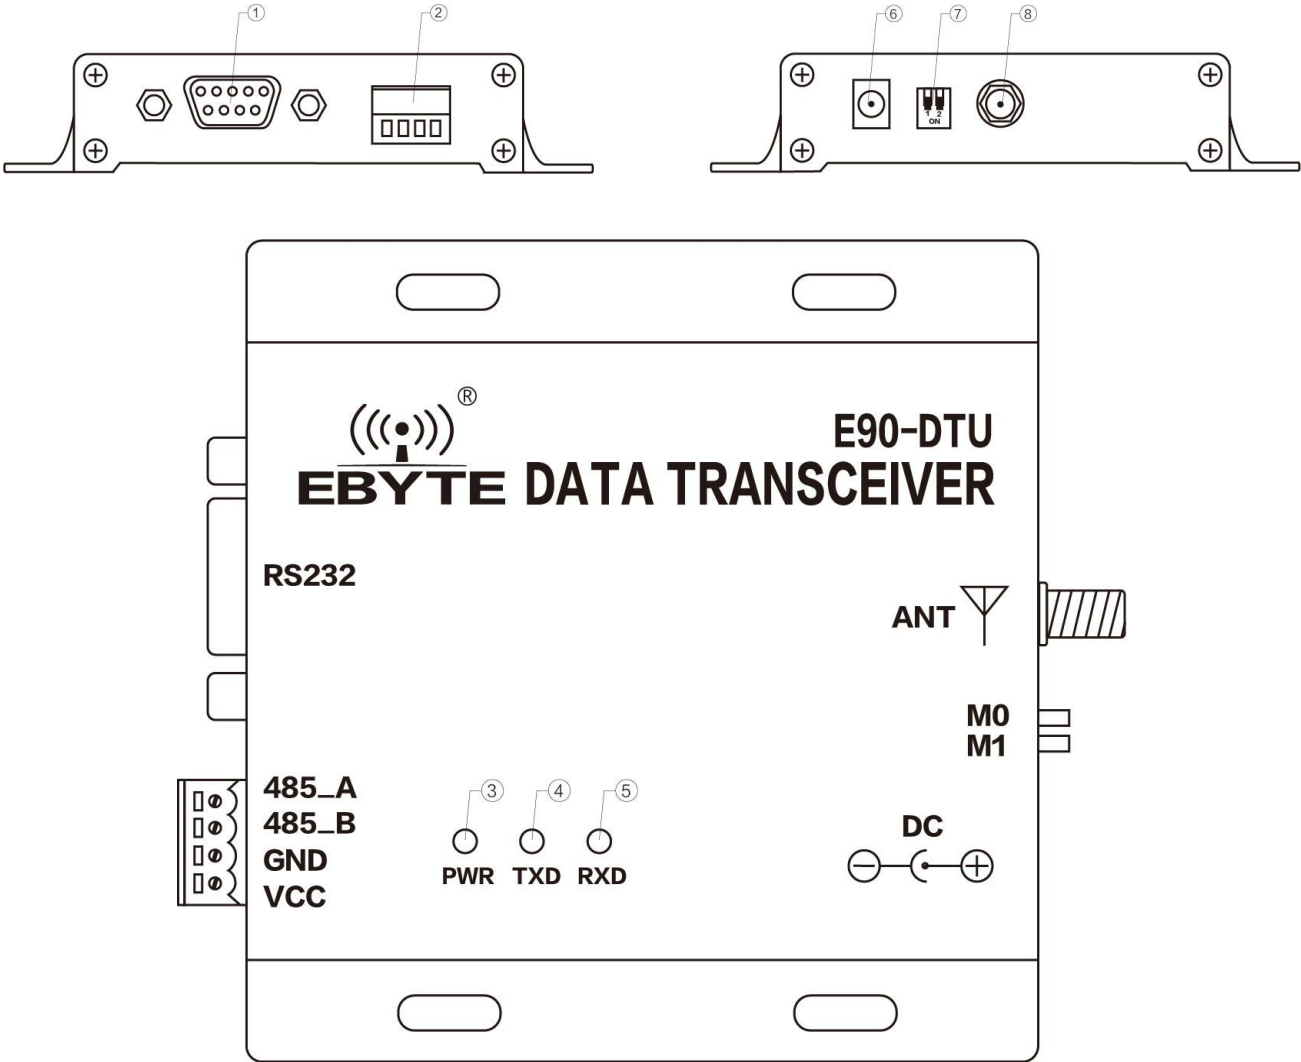 ① ② ⑥ ⑦ ⑧
1 2
ON
®
E90-DTU
EBYTE DATA TRANSCEIVER
RS232
ANT
M0
M1
485_A
485_B
GND
VCC
③ ④ ⑤
PWR TXD RXD
DC